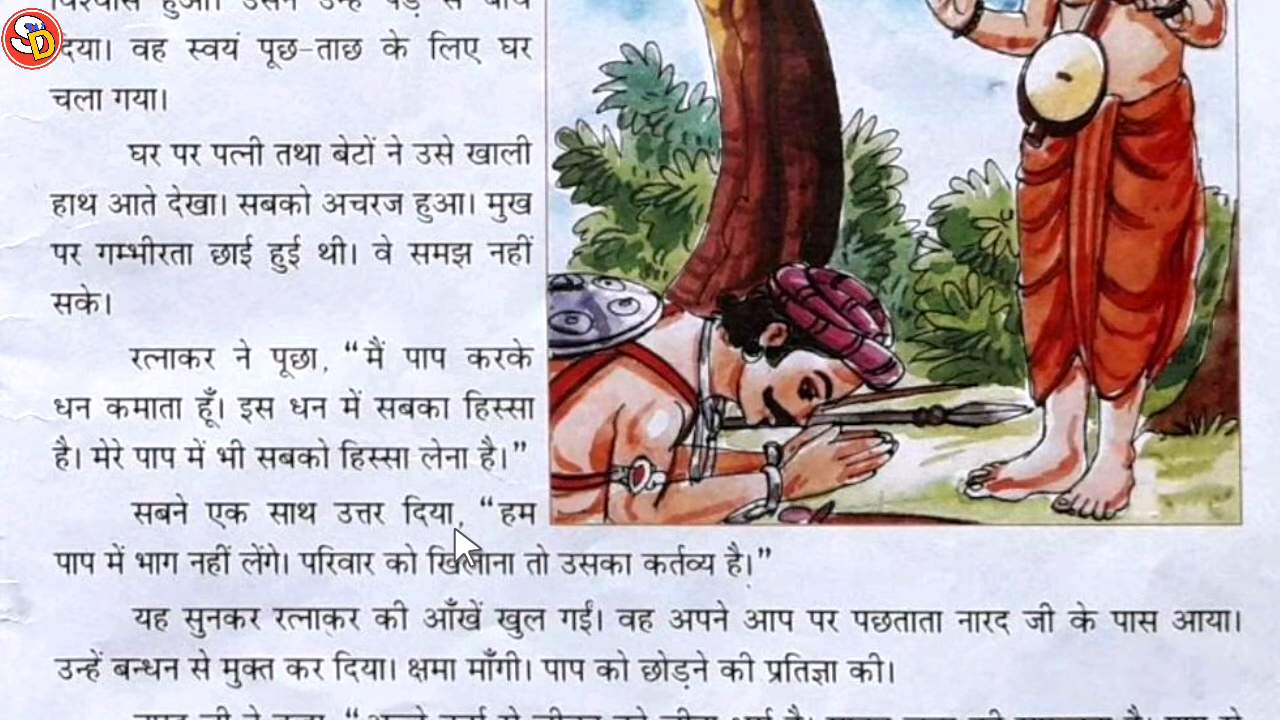 SD
दिया। वह स्वयं पूछ-ताछ के लिए घर
चला गया।
घर पर पत्नी तथा बेटों ने उसे खाली
हाथ आते देखा। सबको अचरज हुआ। मुख
पर गम्भीरता छाई हुई थी। वे समझ नहीं
सके।
रत्नाकर ने पूछा, “मैं पाप करके
धन कमाता हूँ। इस धन में सबका हिस्सा
है। मेरे पाप में भी सबको हिस्सा लेना है।”
सबने एक साथ उत्तर दिया, “हम
पाप में भाग नहीं लेंगे। परिवार को खिलाना तो उसका कर्तव्य है।”
यह सुनकर रत्नाकर की आँखें खुल गईं। वह अपने आप पर पछताता नारद जी के पास आया।
उन्हें बन्धन से मुक्त कर दिया। क्षमा माँगी। पाप को छोड़ने की प्रतिज्ञा की।